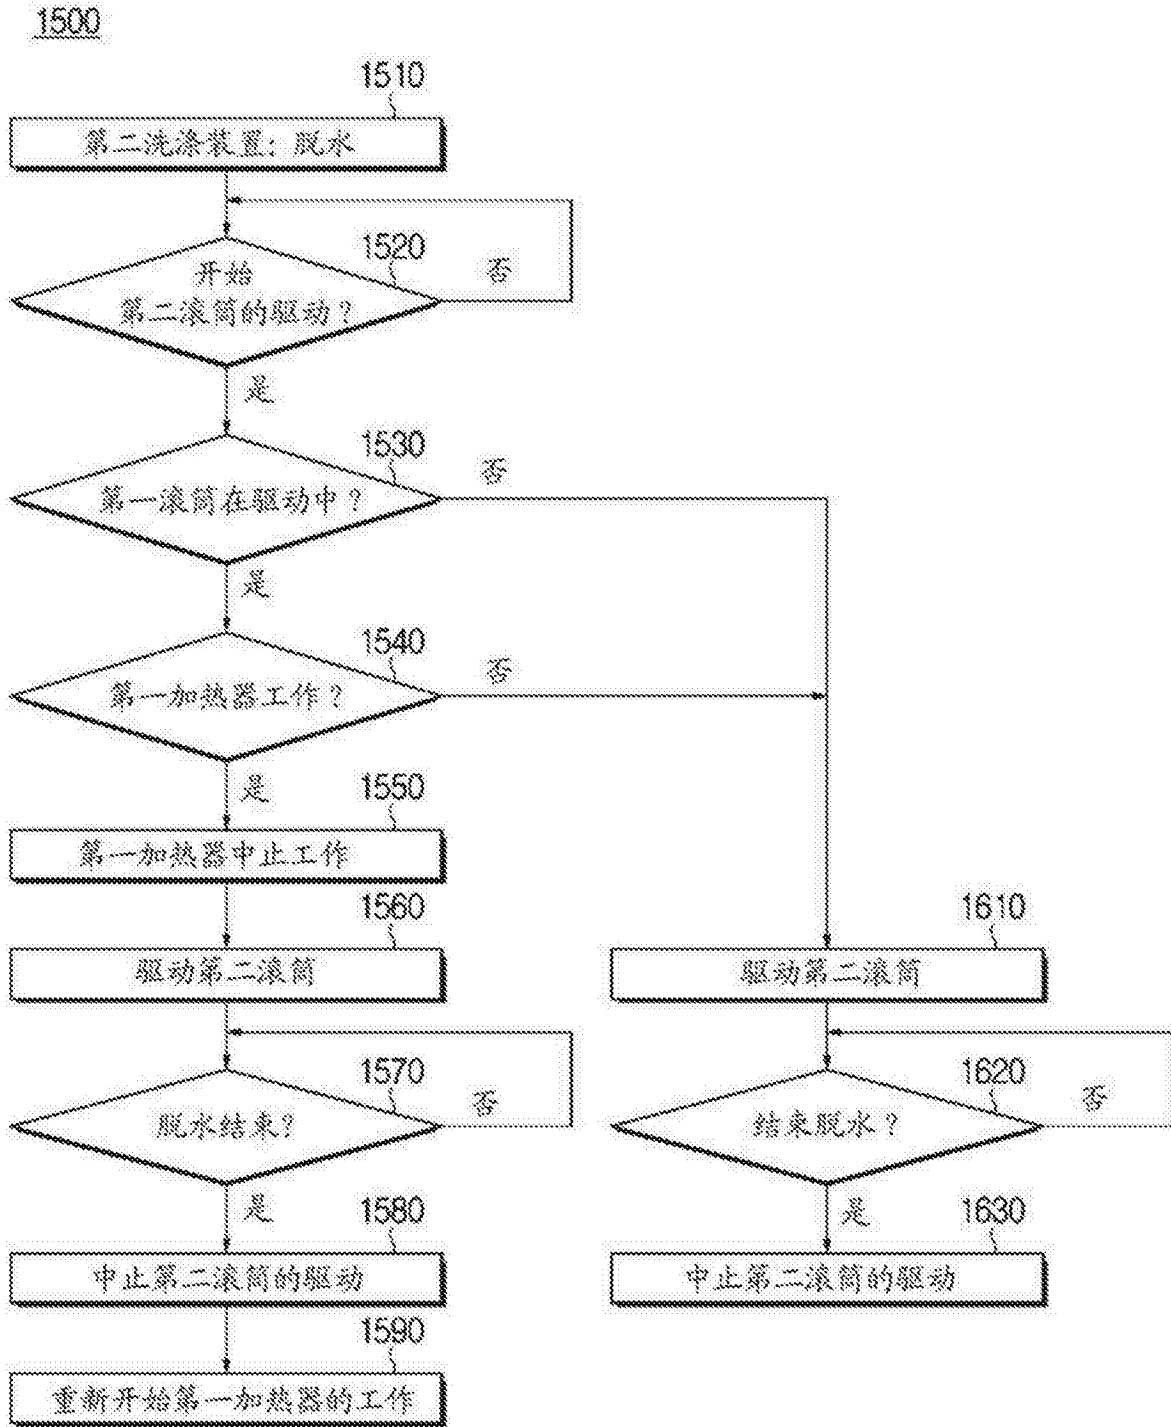 1500
1510
第二洗涤装置: 脱水
1520
开始
第二滚筒的驱动?
否
是
1530
第一滚筒在驱动中?
否
是
1540
第一加热器工作?
否
是
1550
第一加热器中止工作
1560
驱动第二滚筒
1610
驱动第二滚筒
1570
脱水结束?
否
1620
结束脱水?
否
是
1580
中止第二滚筒的驱动
是
1630
中止第二滚筒的驱动
1590
重新开始第一加热器的工作